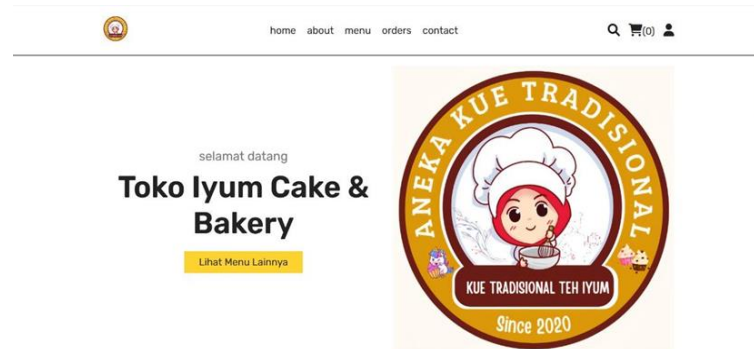 home about menu orders contact
(0)
selamat datang
Toko Iyum Cake &
Bakery
Lihat Menu Lainnya
ANEKA KUE TRADISIONAL
KUE TRADISIONAL TEH IYUM
Since 2020